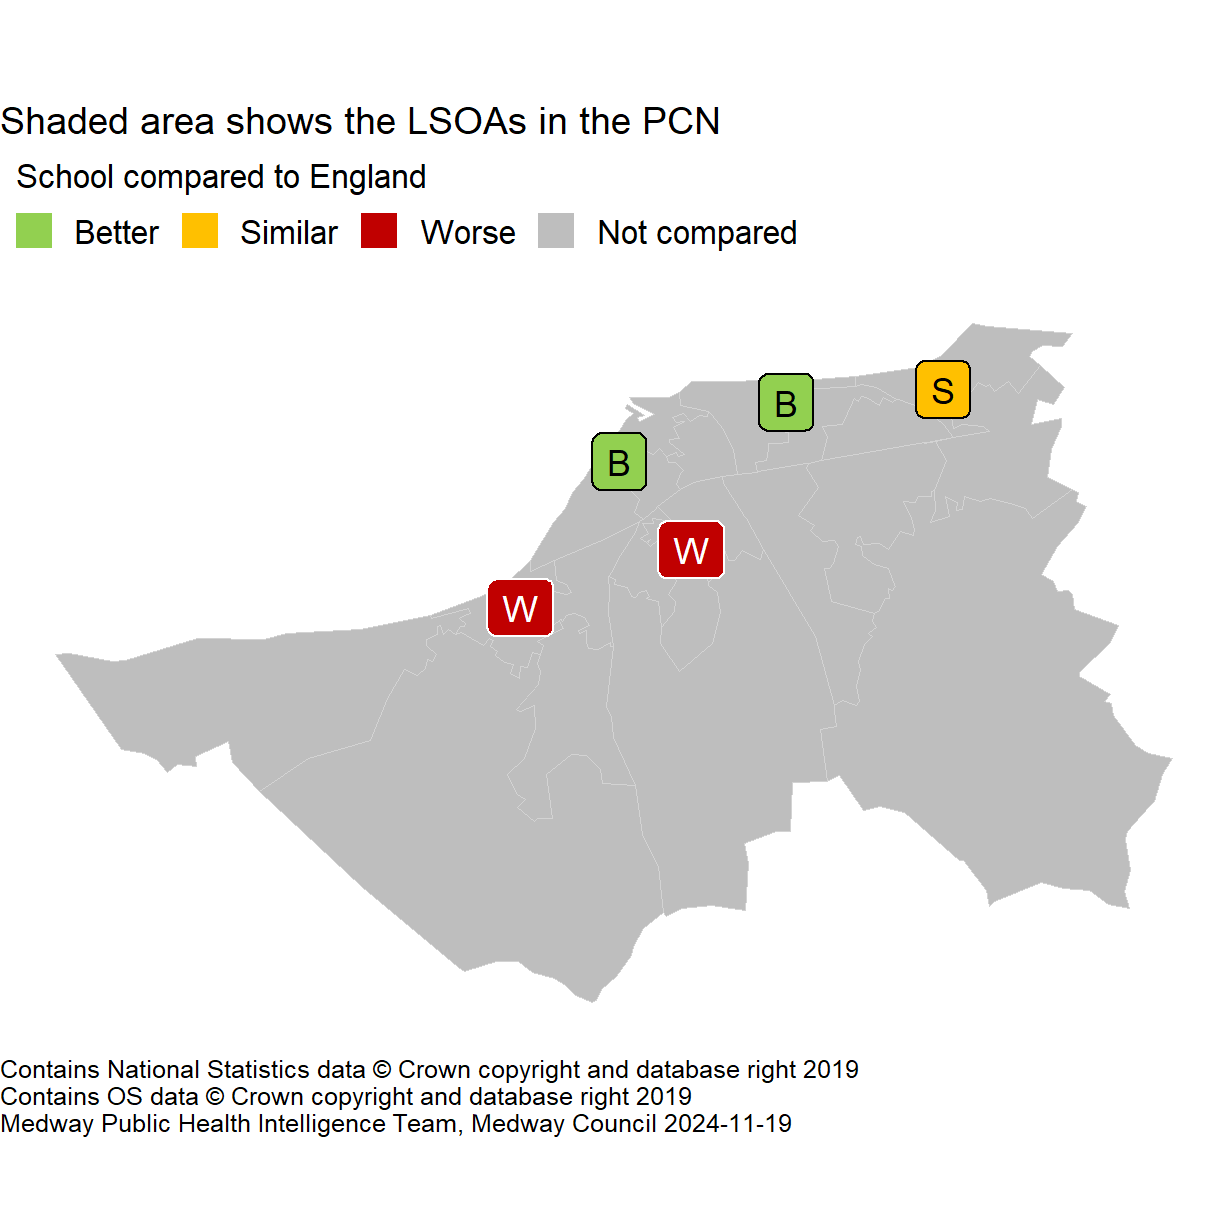 Shaded area shows the LSOAs in the PCN
School compared to England
Better Similar Worse Not compared
S
B
B
W
W
Contains National Statistics data © Crown copyright and database right 2019
Contains OS data © Crown copyright and database right 2019
Medway Public Health Intelligence Team, Medway Council 2024-11-19